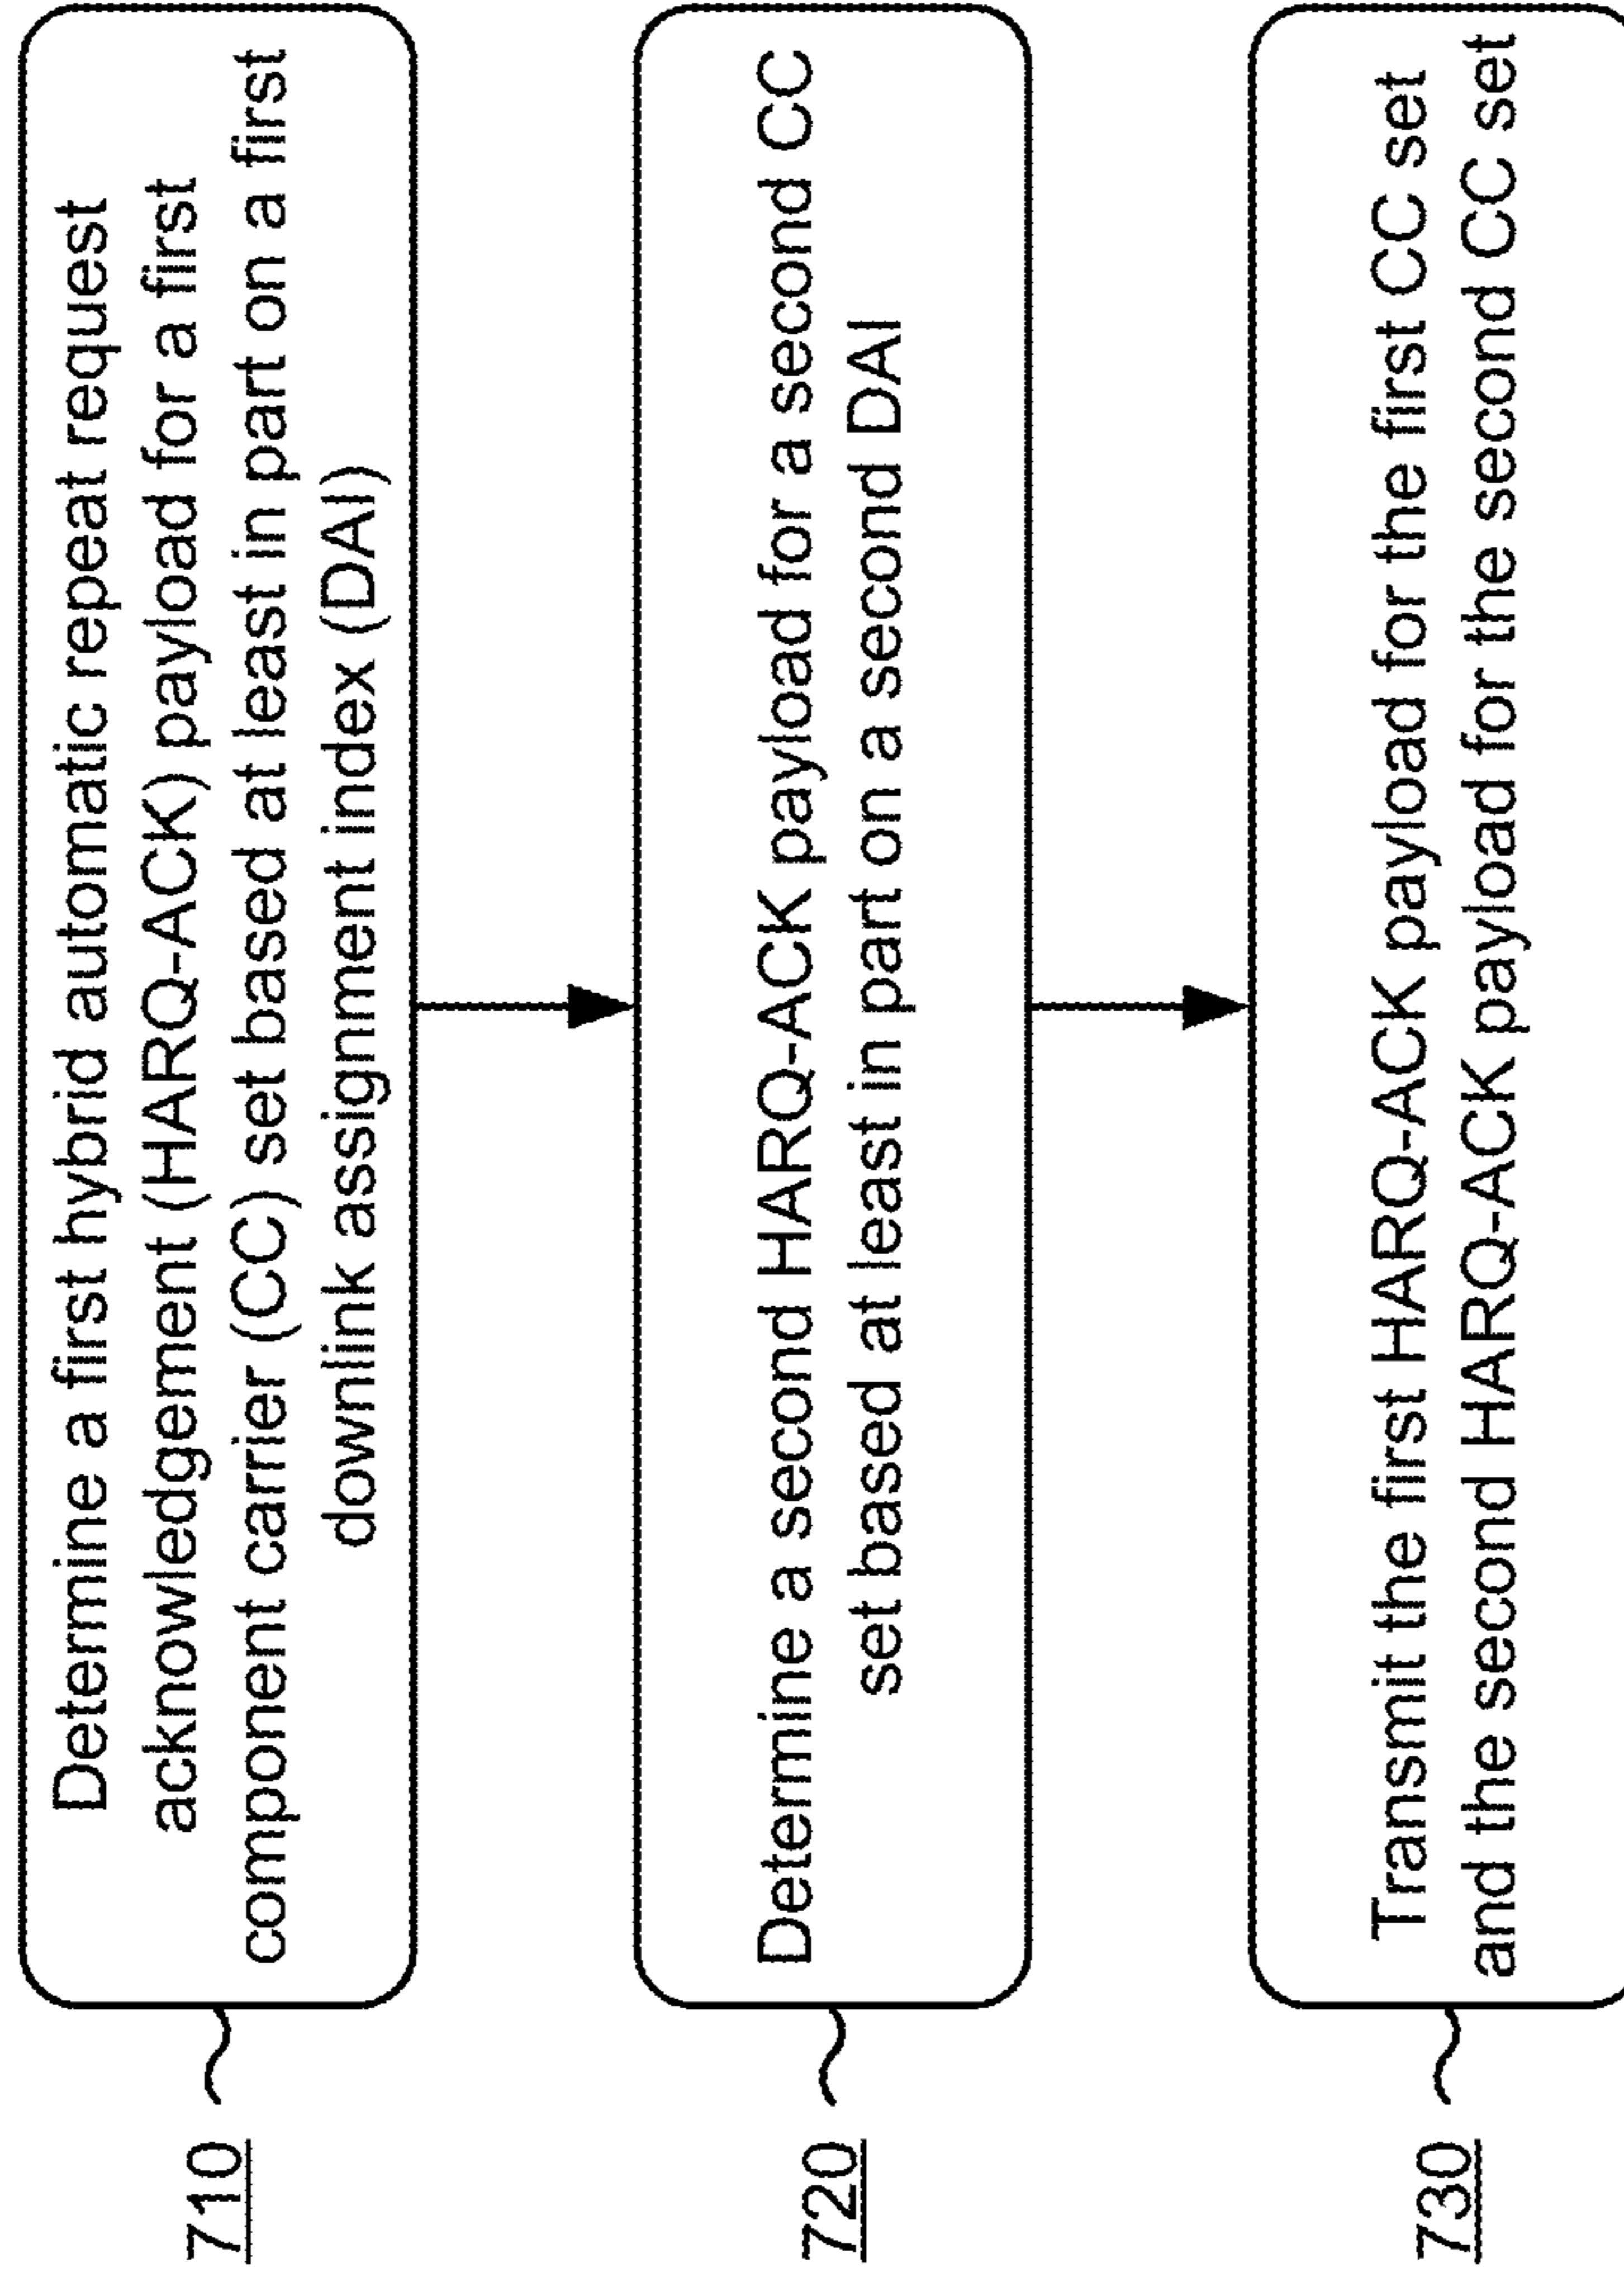 710
Determine a first hybrid automatic repeat request
acknowledgement (HARQ-ACK) payload for a first
component carrier (CC) set based at least in part on a first
downlink assignment index (DAI)
720
Determine a second HARQ-ACK payload for a second CC
set based at least in part on a second DAI
730
Transmit the first HARQ-ACK payload for the first CC set
and the second HARQ-ACK payload for the second CC set